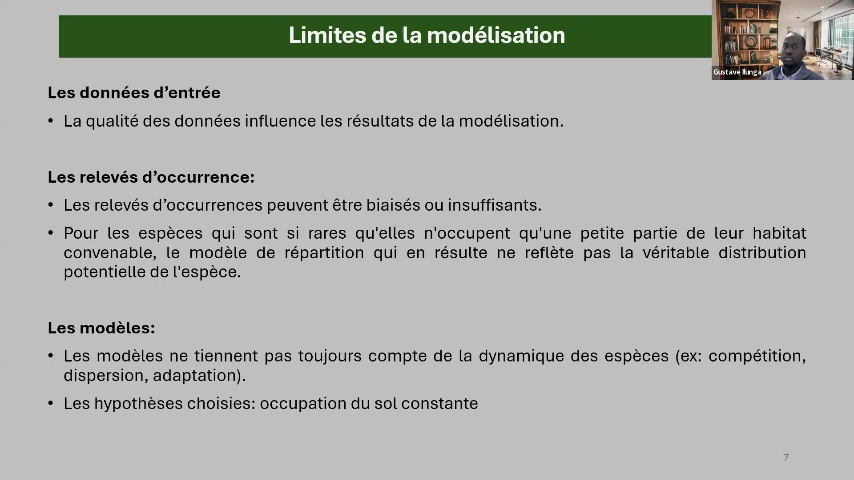 Limites de la modélisation
Gustave Ilunga
Les données d'entrée
• La qualité des données influence les résultats de la modélisation.
Les relevés d'occurrence:
• Les relevés d'occurrences peuvent être biaisés ou insuffisants.
• Pour les espèces qui sont si rares qu'elles n'occupent qu'une petite partie de leur habitat
convenable, le modèle de répartition qui en résulte ne reflète pas la véritable distribution
potentielle de l'espèce.
Les modèles:
• Les modèles ne tiennent pas toujours compte de la dynamique des espèces (ex: compétition,
dispersion, adaptation).
• Les hypothèses choisies: occupation du sol constante
7